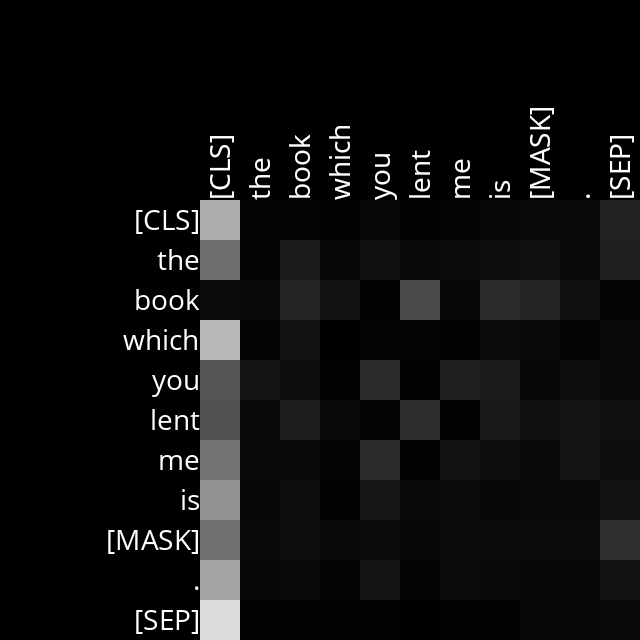 [CLS] the book which you lent me is [MASK] . [SEP]
[CLS]
the
book
which
you
lent
me
is
[MASK]
.
[SEP]